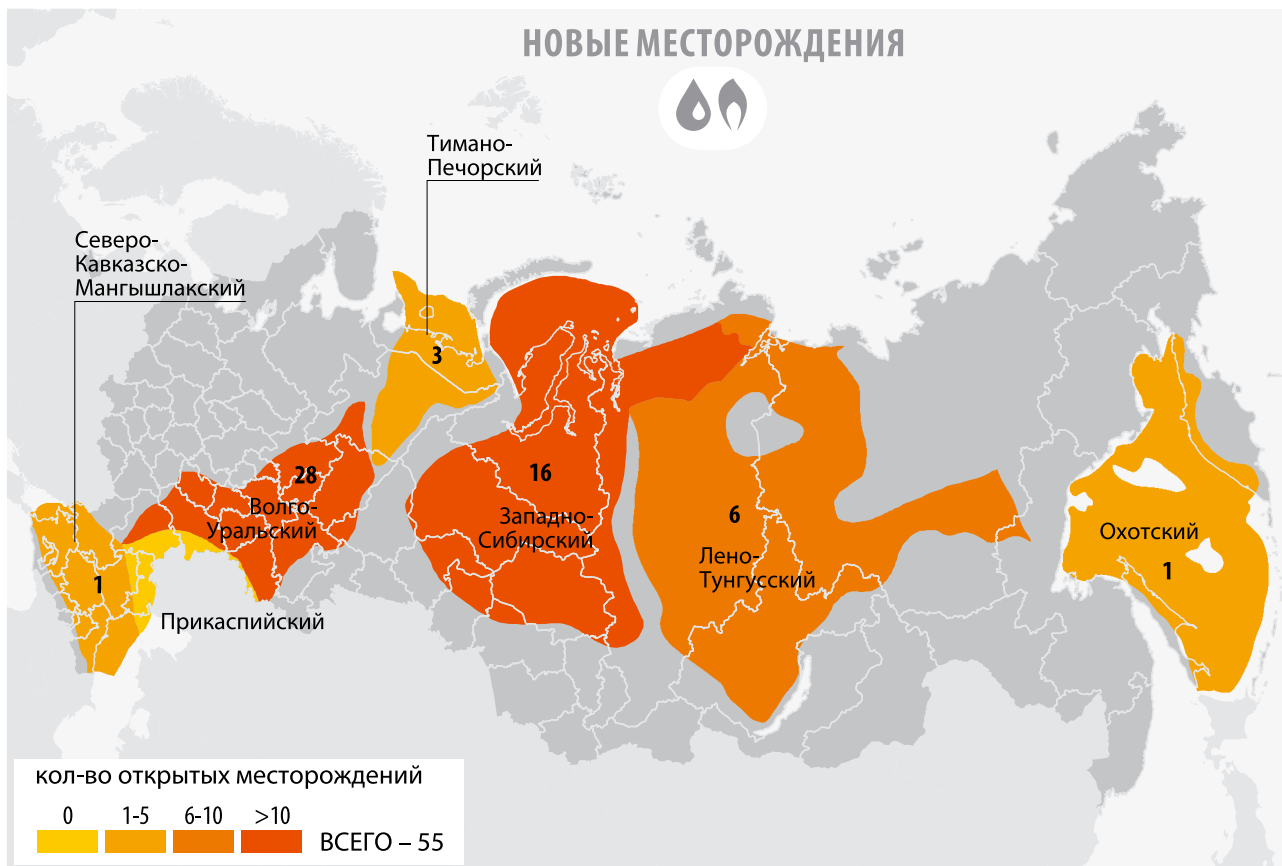 НОВЫЕ МЕСТОРОЖДЕНИЯ
Тимано-
Печорский
Северо-
Кавказско-
Мангышлакский
3
28
Волго-
Уральский
16
Западно-
Сибирский
6
Лено-
Тунгусский
Охотский
1
1
Прикаспийский
кол-во открытых месторождений
0 1-5 6-10 >10
ВСЕГО – 55